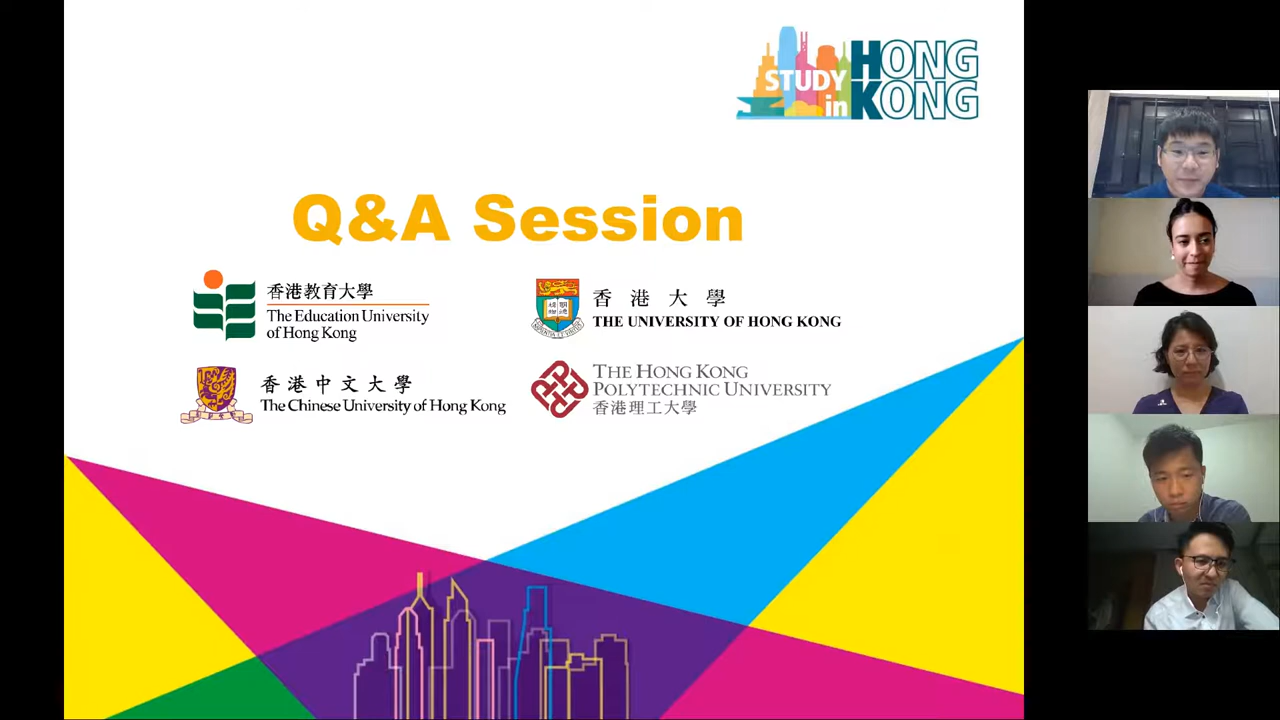 STUDY
in
HONG
KONG
Q&A Session
香港教育大學
The Education University
of Hong Kong
香港大學
THE UNIVERSITY OF HONG KONG
香港中文大學
The Chinese University of Hong Kong
THE HONG KONG
POLYTECHNIC UNIVERSITY
香港理工大學